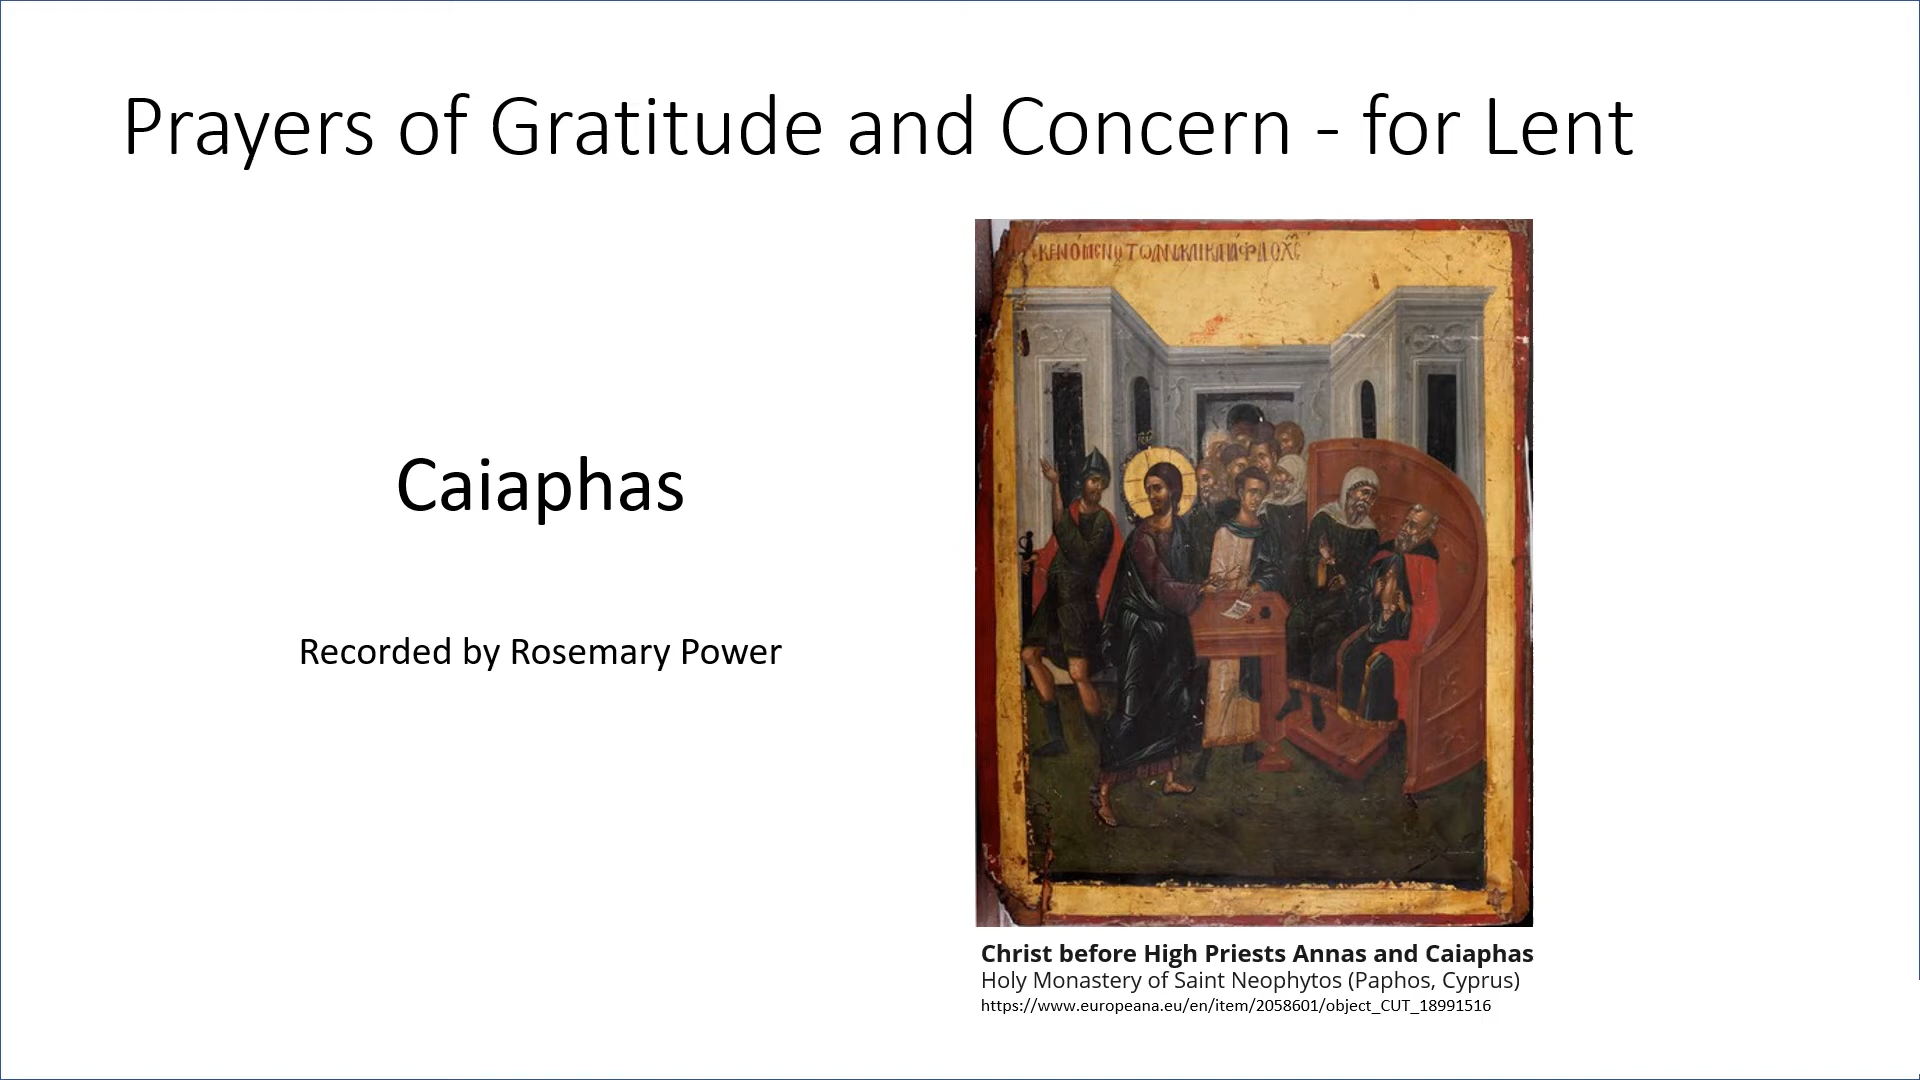 Prayers of Gratitude and Concern - for Lent
Caiaphas
Recorded by Rosemary Power
Christ before High Priests Annas and Caiaphas
Holy Monastery of Saint Neophytos (Paphos, Cyprus)
https://www.europeana.eu/en/item/2058601/object_CUT_18991516